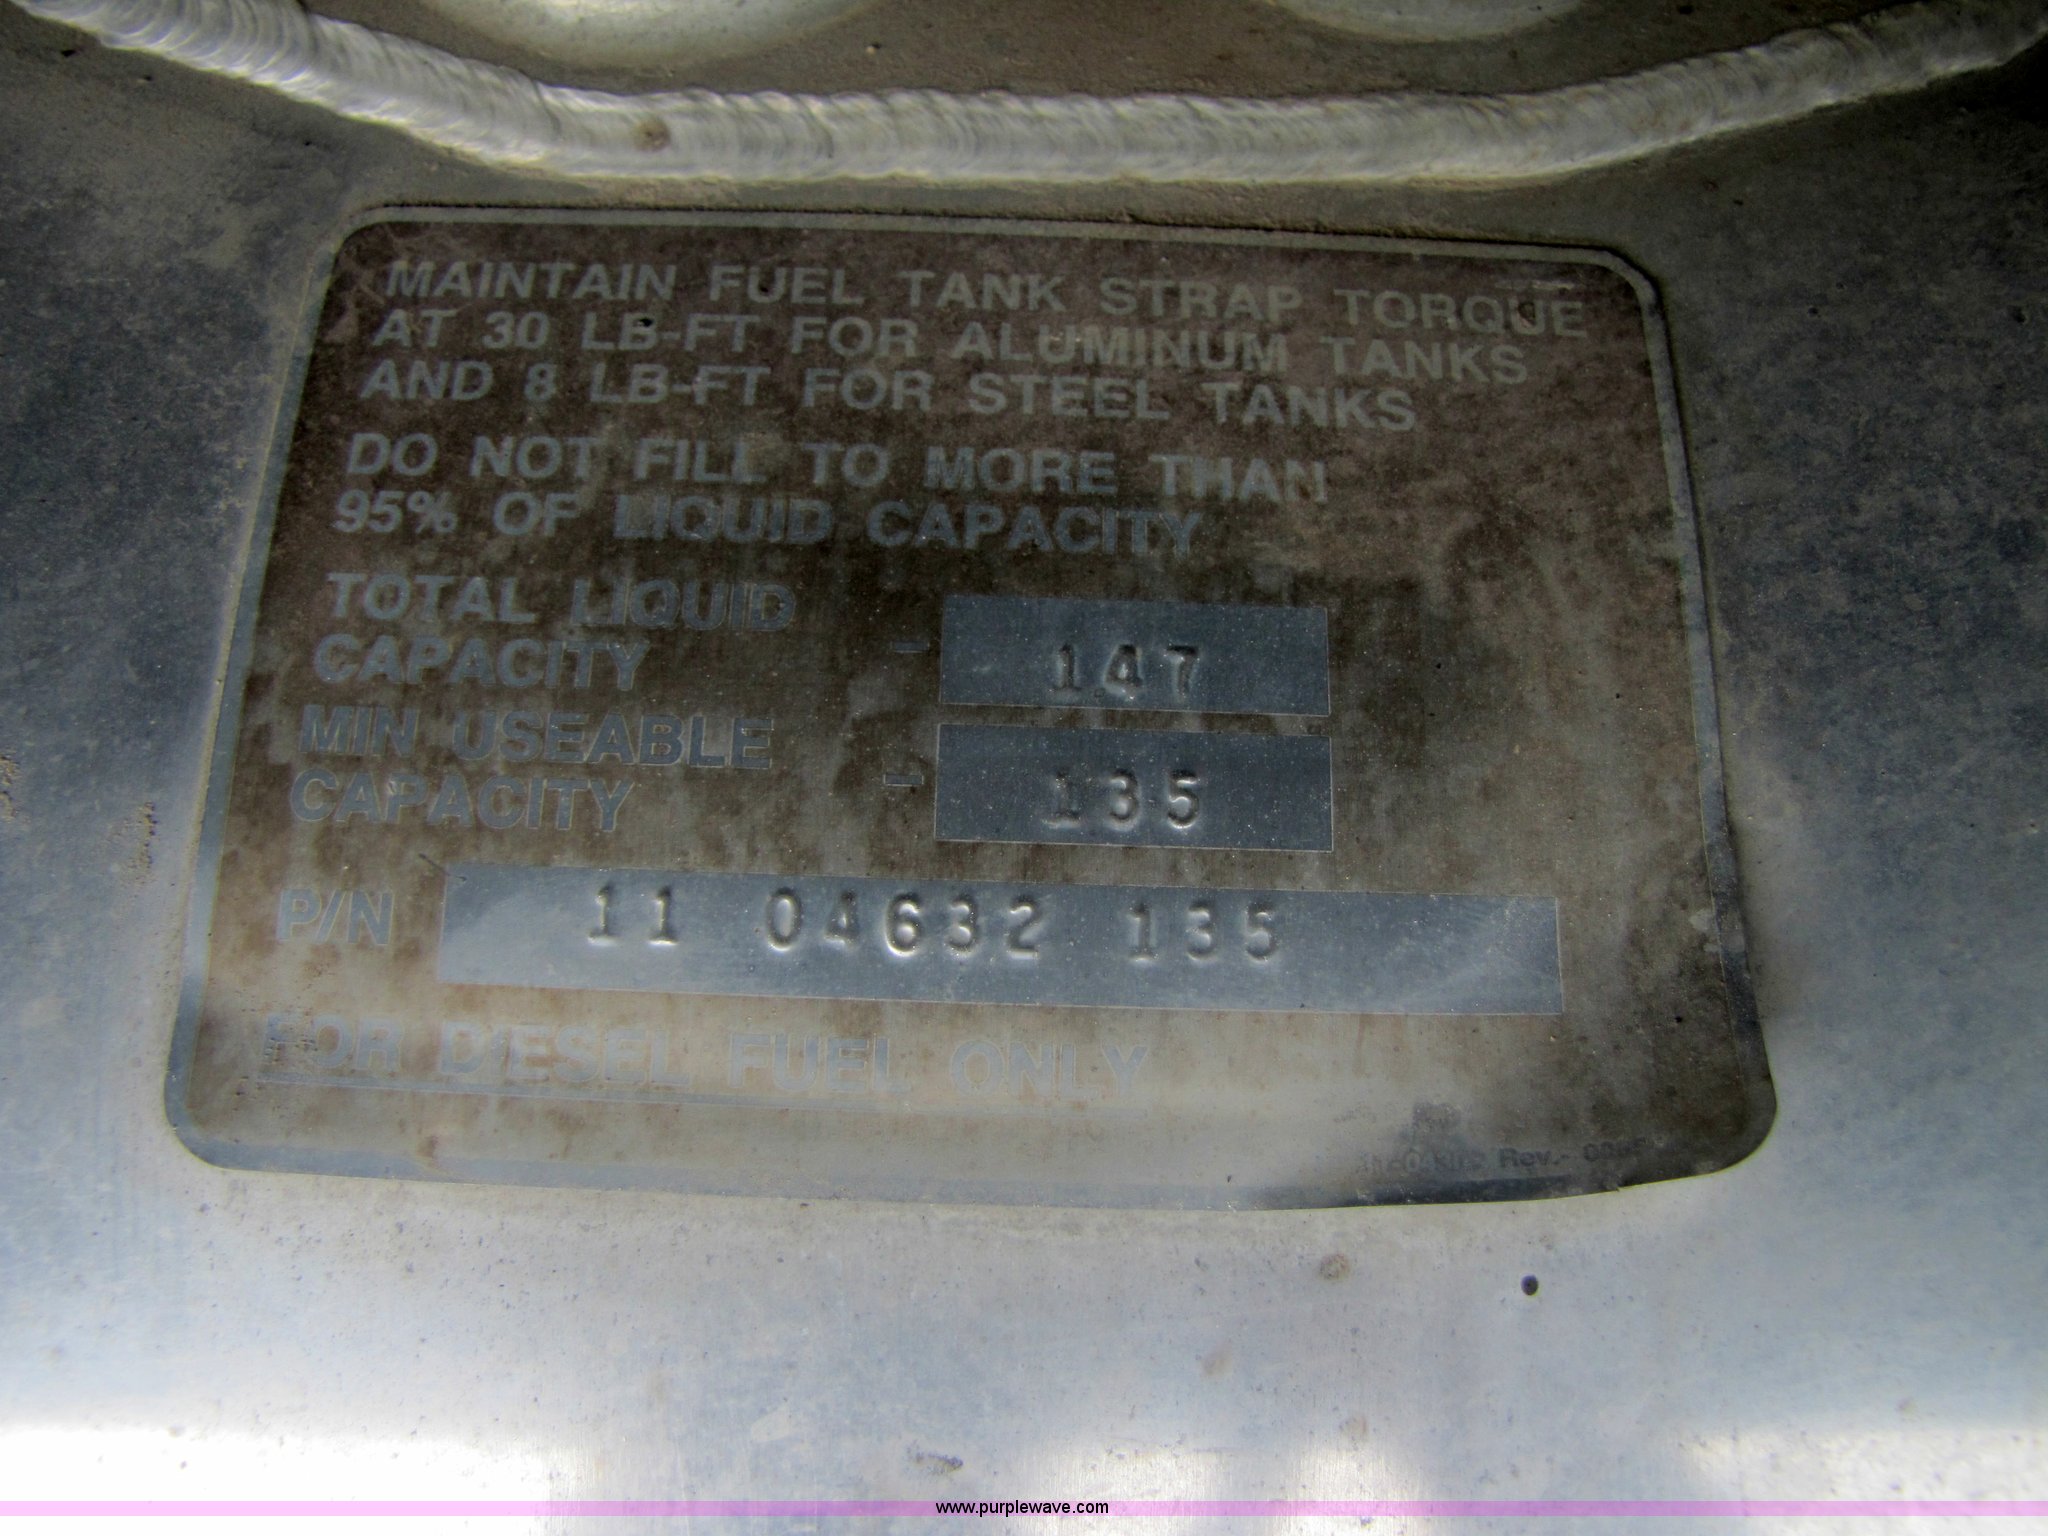 MAINTAIN FUEL TANK STRAP TORQUE
AT 30 LB-FT FOR ALUMINUM TANKS
AND 8 LB-FT FOR STEEL TANKS
DO NOT FILL TO MORE THAN
95% OF LIQUID CAPACITY
TOTAL LIQUID
CAPACITY - 147
MIN USEABLE
CAPACITY - 135
P/N 11 04632 135
FOR DIESEL FUEL ONLY
Rev.-
www.purplewave.com